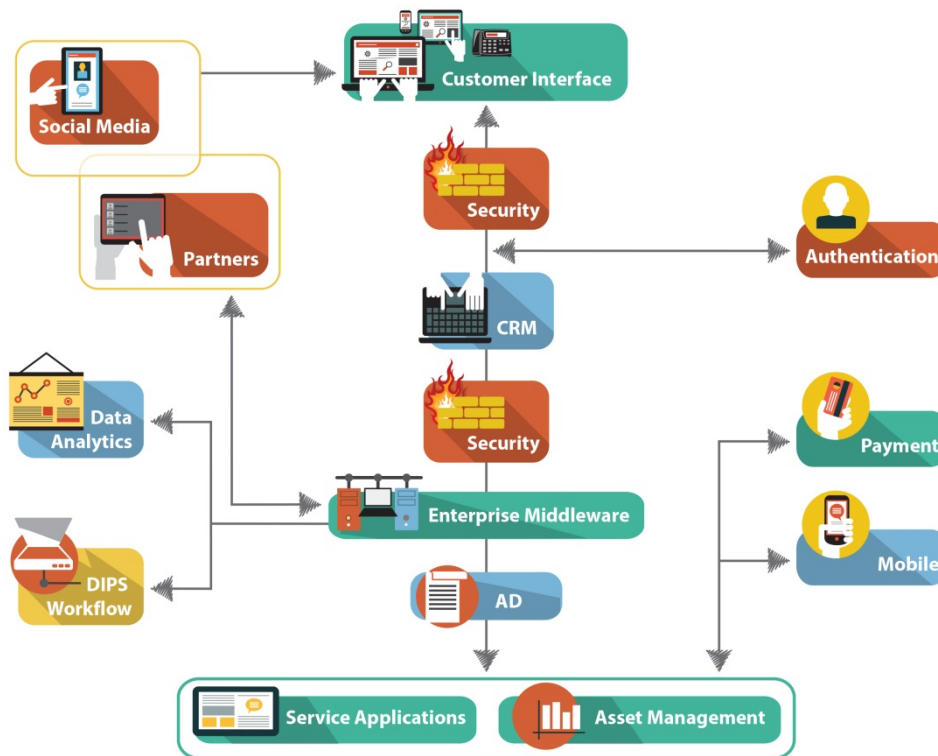 Customer Interface
Social Media
Security
Partners
Authentication
CRM
Data
Analytics
Security
Payment
Enterprise Middleware
Mobile
DIPS
Workflow
AD
Service Applications
Asset Management